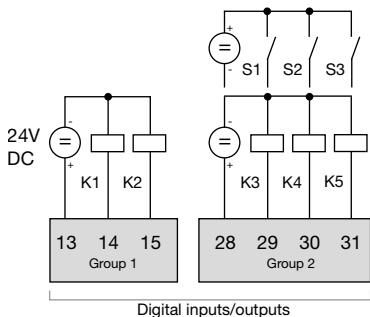 +
=
-
S1 S2 S3
24V
DC
-
=
+
K1 K2
-
=
+
K3 K4 K5
13 14 15
Group 1
28 29 30 31
Group 2
Digital inputs/outputs